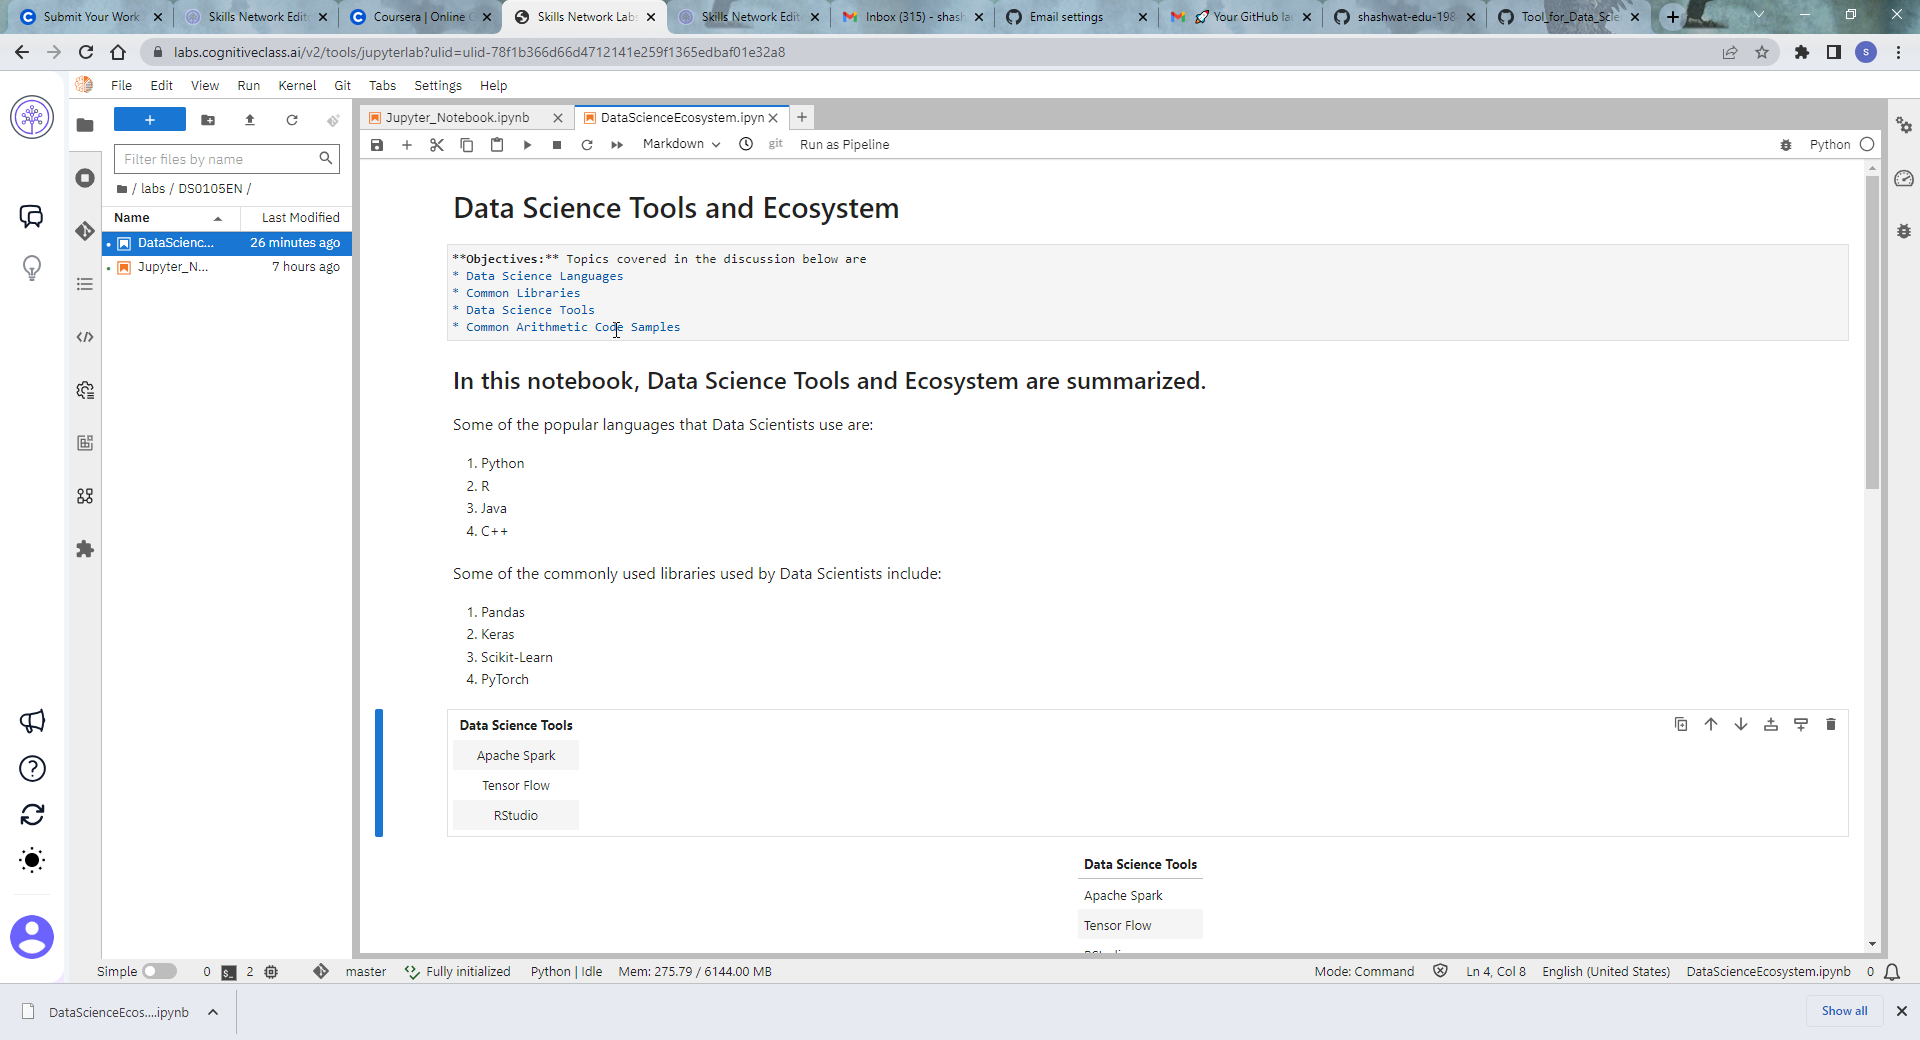 Submit Your Work
Skills Network Edit
Coursera | Online C
Skills Network Labs
Skills Network Edit
Inbox (315) - shash
Email settings
Your GitHub la
shashwat-edu-198
Tool_for_Data_Scie
labs.cognitiveclass.ai/v2/tools/jupyterlab?ulid=ulid-78f1b366d66d4712141e259f1365edbaf01e32a8
S
File Edit View Run Kernel Git Tabs Settings Help
Jupyter_Notebook.ipynb
DataScienceEcosystem.ipyn
Filter files by name
/ labs / DS0105EN /
Name Last Modified
DataScienc... 26 minutes ago
Jupyter_N... 7 hours ago
Markdown
git
Run as Pipeline
Python
Data Science Tools and Ecosystem
**Objectives:** Topics covered in the discussion below are
* Data Science Languages
* Common Libraries
* Data Science Tools
* Common Arithmetic Code Samples
In this notebook, Data Science Tools and Ecosystem are summarized.
Some of the popular languages that Data Scientists use are:
1. Python
2. R
3. Java
4. C++
Some of the commonly used libraries used by Data Scientists include:
1. Pandas
2. Keras
3. Scikit-Learn
4. PyTorch
Data Science Tools
Apache Spark
Tensor Flow
RStudio
Data Science Tools
Apache Spark
Tensor Flow
Simple 0 2 master Fully initialized Python | Idle Mem: 275.79 / 6144.00 MB Mode: Command Ln 4, Col 8 English (United States) DataScienceEcosystem.ipynb 0
DataScienceEcos....ipynb
Show all